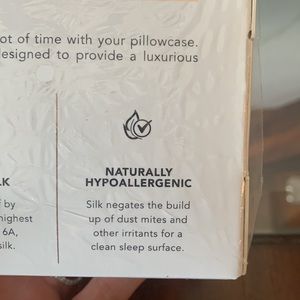 ot of time with your pillowcase.
designed to provide a luxurious
LK
f by
highest
6A,
silk.
NATURALLY
HYPOALLERGENIC
Silk negates the build
up of dust mites and
other irritants for a
clean sleep surface.